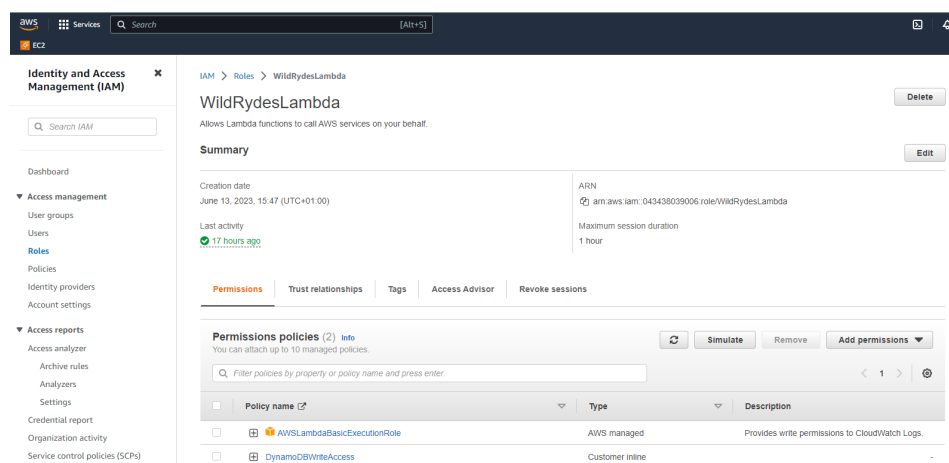 aws Services Search [Alt+S]
EC2
Identity and Access Management (IAM)
Search IAM
Dashboard
Access management
User groups
Users
Roles
Policies
Identity providers
Account settings
Access reports
Access analyzer
Archive rules
Analyzers
Settings
Credential report
Organization activity
Service control policies (SCPs)
IAM > Roles > WildRydesLambda
WildRydesLambda
Delete
Allows Lambda functions to call AWS services on your behalf.
Summary
Edit
Creation date
June 13, 2023, 15:47 (UTC+01:00)
ARN
arn:aws:iam::043438039006:role/WildRydesLambda
Last activity
17 hours ago
Maximum session duration
1 hour
Permissions Trust relationships Tags Access Advisor Revoke sessions
Permissions policies (2) Info
You can attach up to 10 managed policies.
Simulate Remove Add permissions
Filter policies by property or policy name and press enter.
< 1 >
Policy name Type Description
AWSLambdaBasicExecutionRole AWS managed Provides write permissions to CloudWatch Logs.
DynamoDBWriteAccess Customer inline -